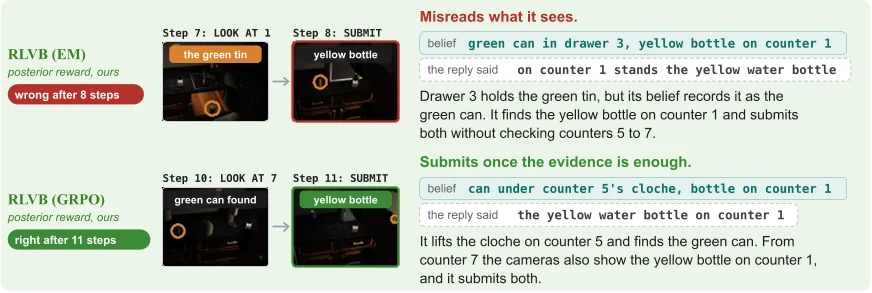 RLVB (EM)
posterior reward, ours
wrong after 8 steps
Step 7: LOOK AT 1
the green tin
Step 8: SUBMIT
yellow bottle
Misreads what it sees.
belief green can in drawer 3, yellow bottle on counter 1
the reply said on counter 1 stands the yellow water bottle
Drawer 3 holds the green tin, but its belief records it as the
green can. It finds the yellow bottle on counter 1 and submits
both without checking counters 5 to 7.
RLVB (GRPO)
posterior reward, ours
right after 11 steps
Step 10: LOOK AT 7
green can found
Step 11: SUBMIT
yellow bottle
Submits once the evidence is enough.
belief can under counter 5's cloche, bottle on counter 1
the reply said the yellow water bottle on counter 1
It lifts the cloche on counter 5 and finds the green can. From
counter 7 the cameras also show the yellow bottle on counter 1,
and it submits both.